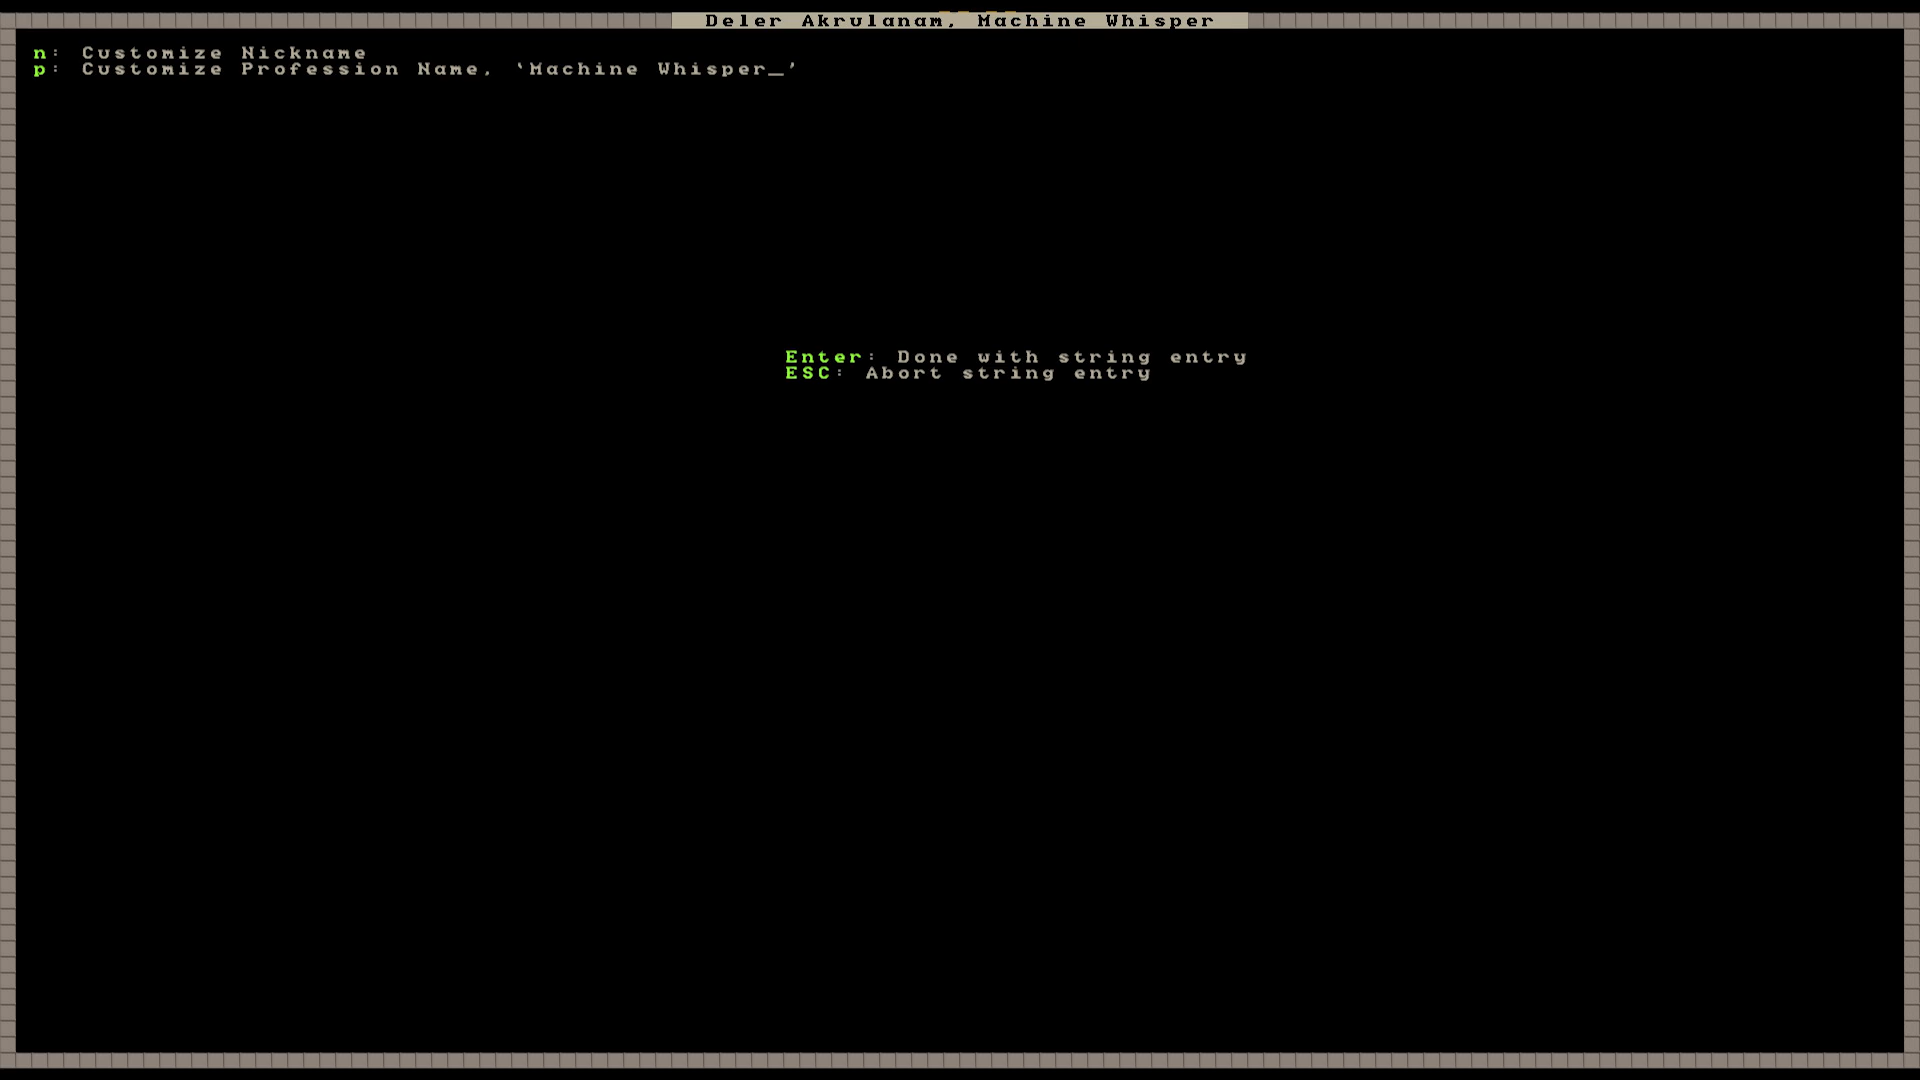 Deler Akrulanam, Machine Whisper
n: Customize Nickname
p: Customize Profession Name, 'Machine Whisper_'
Enter: Done with string entry
ESC: Abort string entry